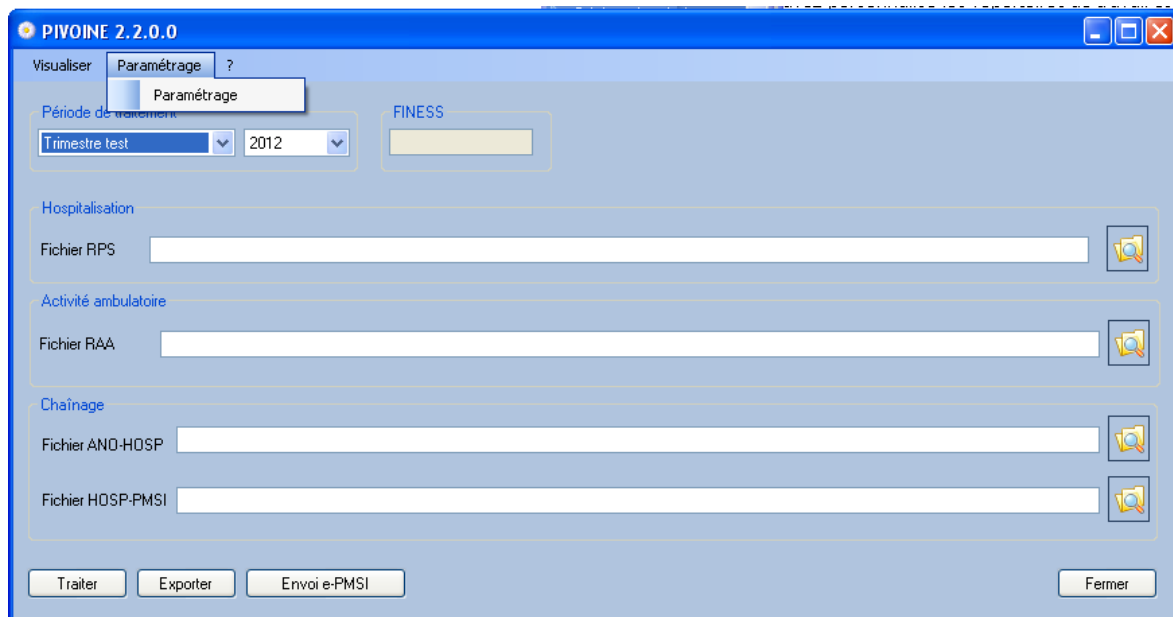 PIVOINE 2.2.0.0
Visualiser Paramétrage ?
Paramétrage
Période de traitement FINESS
Trimestre test 2012
Hospitalisation
Fichier RPS
Activité ambulatoire
Fichier RAA
Chaînage
Fichier ANO-HOSP
Fichier HOSP-PMSI
Traiter Exporter Envoi e-PMSI Fermer